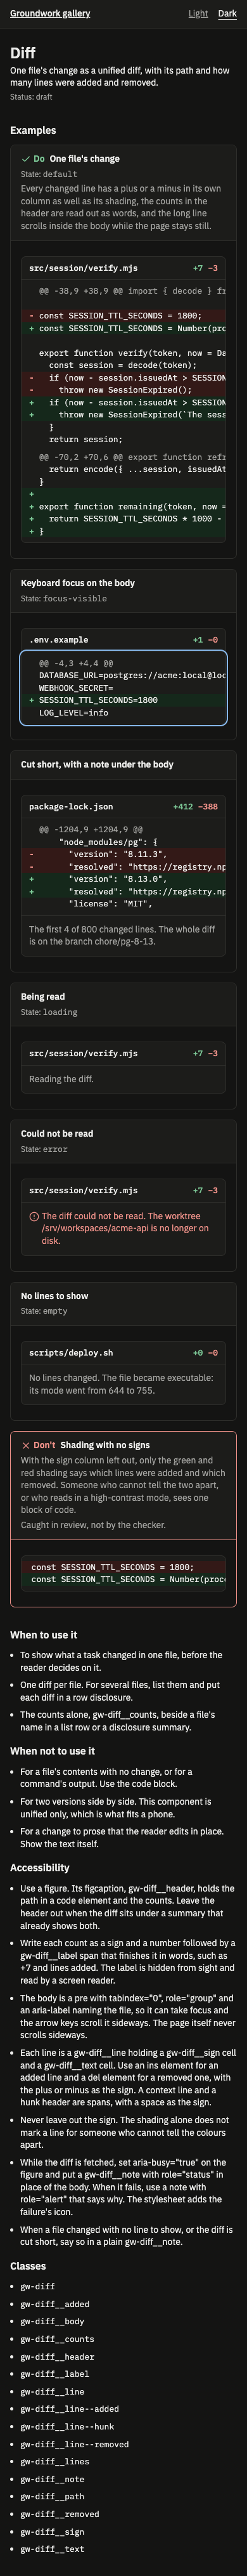 Groundwork gallery Light Dark
Diff
One file's change as a unified diff, with its path and how
many lines were added and removed.
Status: draft
Examples
Do One file's change
State: default
Every changed line has a plus or a minus in its own
column as well as its shading, the counts in the
header are read out as words, and the long line
scrolls inside the body while the page stays still.
src/session/verify.mjs +7 −3
@@ -38,9 +38,9 @@ import { decode } fr
- const SESSION_TTL_SECONDS = 1800;
+ const SESSION_TTL_SECONDS = Number(proc
export function verify(token, now = Da
const session = decode(token);
- if (now - session.issuedAt > SESSION
- throw new SessionExpired();
+ if (now - session.issuedAt > SESSION
+ throw new SessionExpired(`The sess
}
return session;
@@ -70,2 +70,6 @@ export function refr
return encode({ ...session, issuedAt
}
+
+ export function remaining(token, now =
+ return SESSION_TTL_SECONDS * 1000 -
+ }
Keyboard focus on the body
State: focus-visible
.env.example +1 −0
@@ -4,3 +4,4 @@
DATABASE_URL=postgres://acme:local@loc
WEBHOOK_SECRET=
+ SESSION_TTL_SECONDS=1800
LOG_LEVEL=info
Cut short, with a note under the body
package-lock.json +412 −388
@@ -1204,9 +1204,9 @@
"node_modules/pg": {
- "version": "8.11.3",
- "resolved": "https://registry.np
+ "version": "8.13.0",
+ "resolved": "https://registry.np
"license": "MIT",
The first 4 of 800 changed lines. The whole diff
is on the branch chore/pg-8-13.
Being read
State: loading
src/session/verify.mjs +7 −3
Reading the diff.
Could not be read
State: error
src/session/verify.mjs +7 −3
The diff could not be read. The worktree
/srv/workspaces/acme-api is no longer on
disk.
No lines to show
State: empty
scripts/deploy.sh +0 −0
No lines changed. The file became executable:
its mode went from 644 to 755.
Don't Shading with no signs
With the sign column left out, only the green and
red shading says which lines were added and which
removed. Someone who cannot tell the two apart,
or who reads in a high-contrast mode, sees one
block of code.
Caught in review, not by the checker.
const SESSION_TTL_SECONDS = 1800;
const SESSION_TTL_SECONDS = Number(proce
When to use it
To show what a task changed in one file, before the
reader decides on it.
One diff per file. For several files, list them and put
each diff in a row disclosure.
The counts alone, gw-diff__counts, beside a file's
name in a list row or a disclosure summary.
When not to use it
For a file's contents with no change, or for a
command's output. Use the code block.
For two versions side by side. This component is
unified only, which is what fits a phone.
For a change to prose that the reader edits in place.
Show the text itself.
Accessibility
Use a figure. Its figcaption, gw-diff__header, holds the
path in a code element and the counts. Leave the
header out when the diff sits under a summary that
already shows both.
Write each count as a sign and a number followed by a
gw-diff__label span that finishes it in words, such as
+7 and lines added. The label is hidden from sight and
read by a screen reader.
The body is a pre with tabindex="0", role="group" and
an aria-label naming the file, so it can take focus and
the arrow keys scroll it sideways. The page itself never
scrolls sideways.
Each line is a gw-diff__line holding a gw-diff__sign cell
and a gw-diff__text cell. Use an ins element for an
added line and a del element for a removed one, with
the plus or minus as the sign. A context line and a
hunk header are spans, with a space as the sign.
Never leave out the sign. The shading alone does not
mark a line for someone who cannot tell the colours
apart.
While the diff is fetched, set aria-busy="true" on the
figure and put a gw-diff__note with role="status" in
place of the body. When it fails, use a note with
role="alert" that says why. The stylesheet adds the
failure's icon.
When a file changed with no line to show, or the diff is
cut short, say so in a plain gw-diff__note.
Classes
gw-diff
gw-diff__added
gw-diff__body
gw-diff__counts
gw-diff__header
gw-diff__label
gw-diff__line
gw-diff__line--added
gw-diff__line--hunk
gw-diff__line--removed
gw-diff__lines
gw-diff__note
gw-diff__path
gw-diff__removed
gw-diff__sign
gw-diff__text